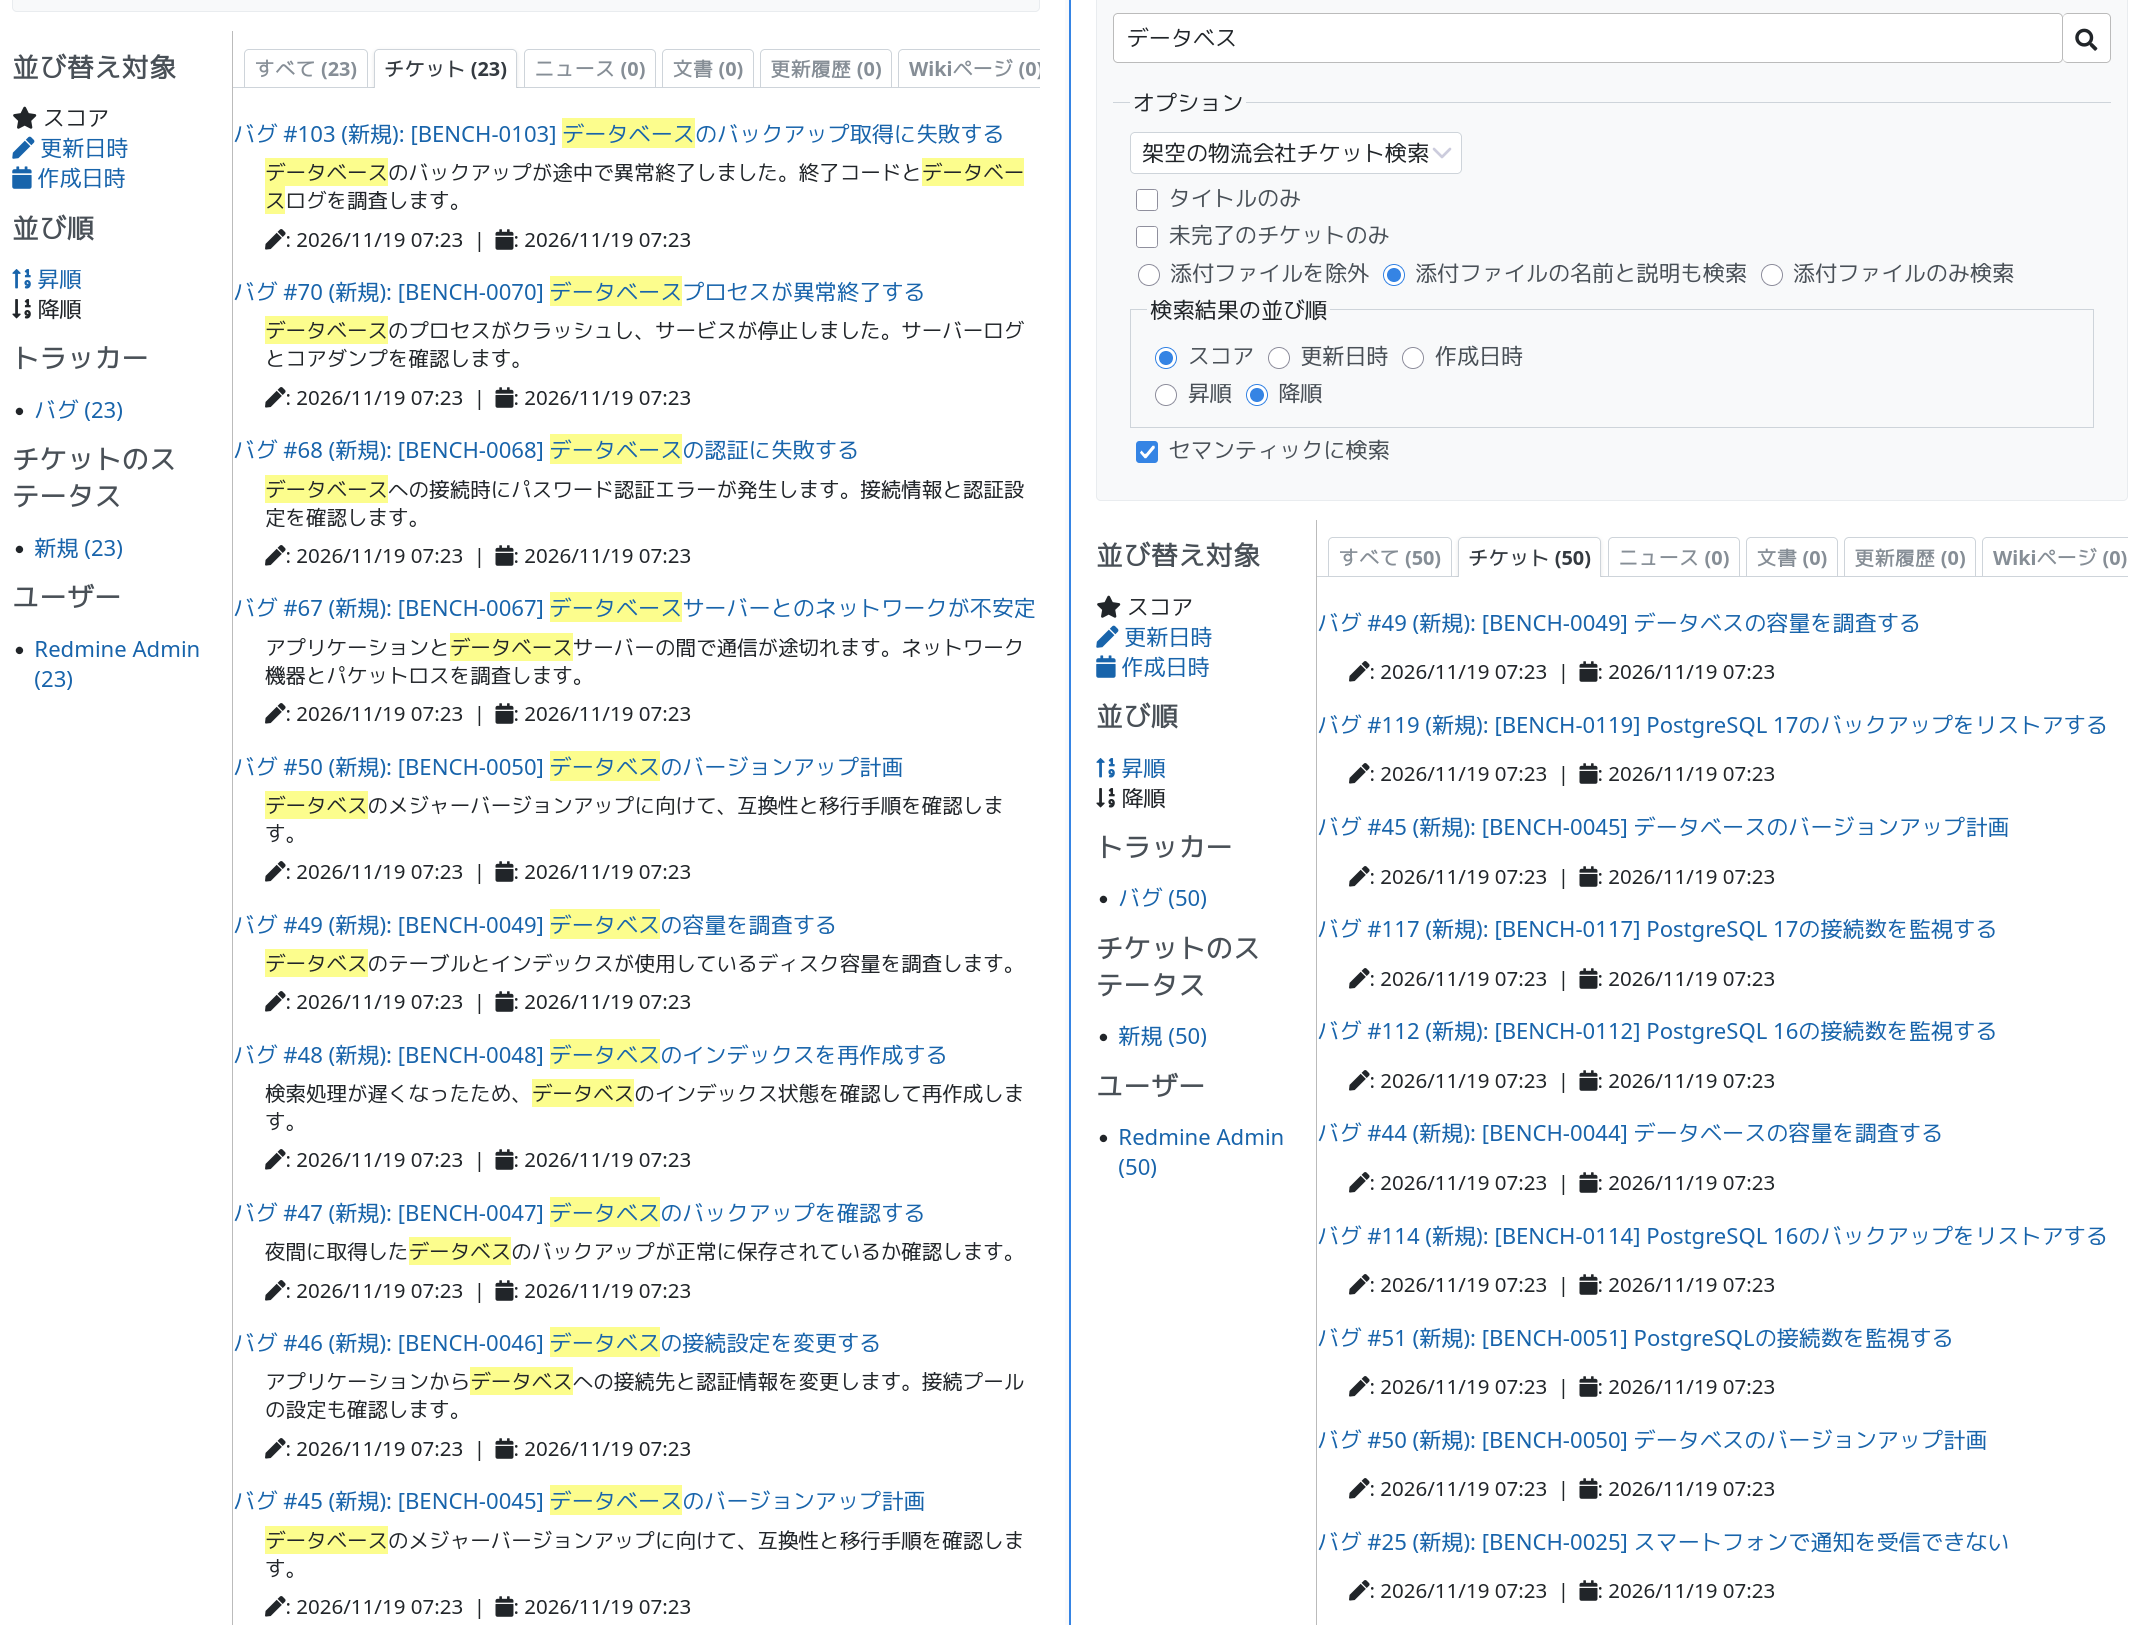 並び替え対象
スコア
更新日時
作成日時
並び順
昇順
降順
トラッカー
バグ (23)
チケットのス
テータス
新規 (23)
ユーザー
Redmine Admin
(23)
すべて (23) チケット (23) ニュース (0) 文書 (0) 更新履歴 (0) Wikiページ (0)
バグ #103 (新規): [BENCH-0103] データベースのバックアップ取得に失敗する
データベースのバックアップが途中で異常終了しました。終了コードとデータベー
スログを調査します。
: 2026/11/19 07:23 | : 2026/11/19 07:23
バグ #70 (新規): [BENCH-0070] データベースプロセスが異常終了する
データベースのプロセスがクラッシュし、サービスが停止しました。サーバーログ
とコアダンプを確認します。
: 2026/11/19 07:23 | : 2026/11/19 07:23
バグ #68 (新規): [BENCH-0068] データベースの認証に失敗する
データベースへの接続時にパスワード認証エラーが発生します。接続情報と認証設
定を確認します。
: 2026/11/19 07:23 | : 2026/11/19 07:23
バグ #67 (新規): [BENCH-0067] データベースサーバーとのネットワークが不安定
アプリケーションとデータベースサーバーの間で通信が途切れます。ネットワーク
機器とパケットロスを調査します。
: 2026/11/19 07:23 | : 2026/11/19 07:23
バグ #50 (新規): [BENCH-0050] データベスのバージョンアップ計画
データベスのメジャーバージョンアップに向けて、互換性と移行手順を確認しま
す。
: 2026/11/19 07:23 | : 2026/11/19 07:23
バグ #49 (新規): [BENCH-0049] データベスの容量を調査する
データベスのテーブルとインデックスが使用しているディスク容量を調査します。
: 2026/11/19 07:23 | : 2026/11/19 07:23
バグ #48 (新規): [BENCH-0048] データベスのインデックスを再作成する
検索処理が遅くなったため、データベスのインデックス状態を確認して再作成しま
す。
: 2026/11/19 07:23 | : 2026/11/19 07:23
バグ #47 (新規): [BENCH-0047] データベスのバックアップを確認する
夜間に取得したデータベスのバックアップが正常に保存されているか確認します。
: 2026/11/19 07:23 | : 2026/11/19 07:23
バグ #46 (新規): [BENCH-0046] データベスの接続設定を変更する
アプリケーションからデータベスへの接続先と認証情報を変更します。接続プール
の設定も確認します。
: 2026/11/19 07:23 | : 2026/11/19 07:23
バグ #45 (新規): [BENCH-0045] データベースのバージョンアップ計画
データベースのメジャーバージョンアップに向けて、互換性と移行手順を確認しま
す。
: 2026/11/19 07:23 | : 2026/11/19 07:23
データベス
オプション
架空の物流会社チケット検索
タイトルのみ
未完了のチケットのみ
添付ファイルを除外 添付ファイルの名前と説明も検索 添付ファイルのみ検索
検索結果の並び順
スコア 更新日時 作成日時
昇順 降順
セマンティックに検索
並び替え対象
スコア
更新日時
作成日時
並び順
昇順
降順
トラッカー
バグ (50)
チケットのス
テータス
新規 (50)
ユーザー
Redmine Admin
(50)
すべて (50) チケット (50) ニュース (0) 文書 (0) 更新履歴 (0) Wikiページ (0)
バグ #49 (新規): [BENCH-0049] データベスの容量を調査する
: 2026/11/19 07:23 | : 2026/11/19 07:23
バグ #119 (新規): [BENCH-0119] PostgreSQL 17のバックアップをリストアする
: 2026/11/19 07:23 | : 2026/11/19 07:23
バグ #45 (新規): [BENCH-0045] データベースのバージョンアップ計画
: 2026/11/19 07:23 | : 2026/11/19 07:23
バグ #117 (新規): [BENCH-0117] PostgreSQL 17の接続数を監視する
: 2026/11/19 07:23 | : 2026/11/19 07:23
バグ #112 (新規): [BENCH-0112] PostgreSQL 16の接続数を監視する
: 2026/11/19 07:23 | : 2026/11/19 07:23
バグ #44 (新規): [BENCH-0044] データベースの容量を調査する
: 2026/11/19 07:23 | : 2026/11/19 07:23
バグ #114 (新規): [BENCH-0114] PostgreSQL 16のバックアップをリストアする
: 2026/11/19 07:23 | : 2026/11/19 07:23
バグ #51 (新規): [BENCH-0051] PostgreSQLの接続数を監視する
: 2026/11/19 07:23 | : 2026/11/19 07:23
バグ #50 (新規): [BENCH-0050] データベスのバージョンアップ計画
: 2026/11/19 07:23 | : 2026/11/19 07:23
バグ #25 (新規): [BENCH-0025] スマートフォンで通知を受信できない
: 2026/11/19 07:23 | : 2026/11/19 07:23